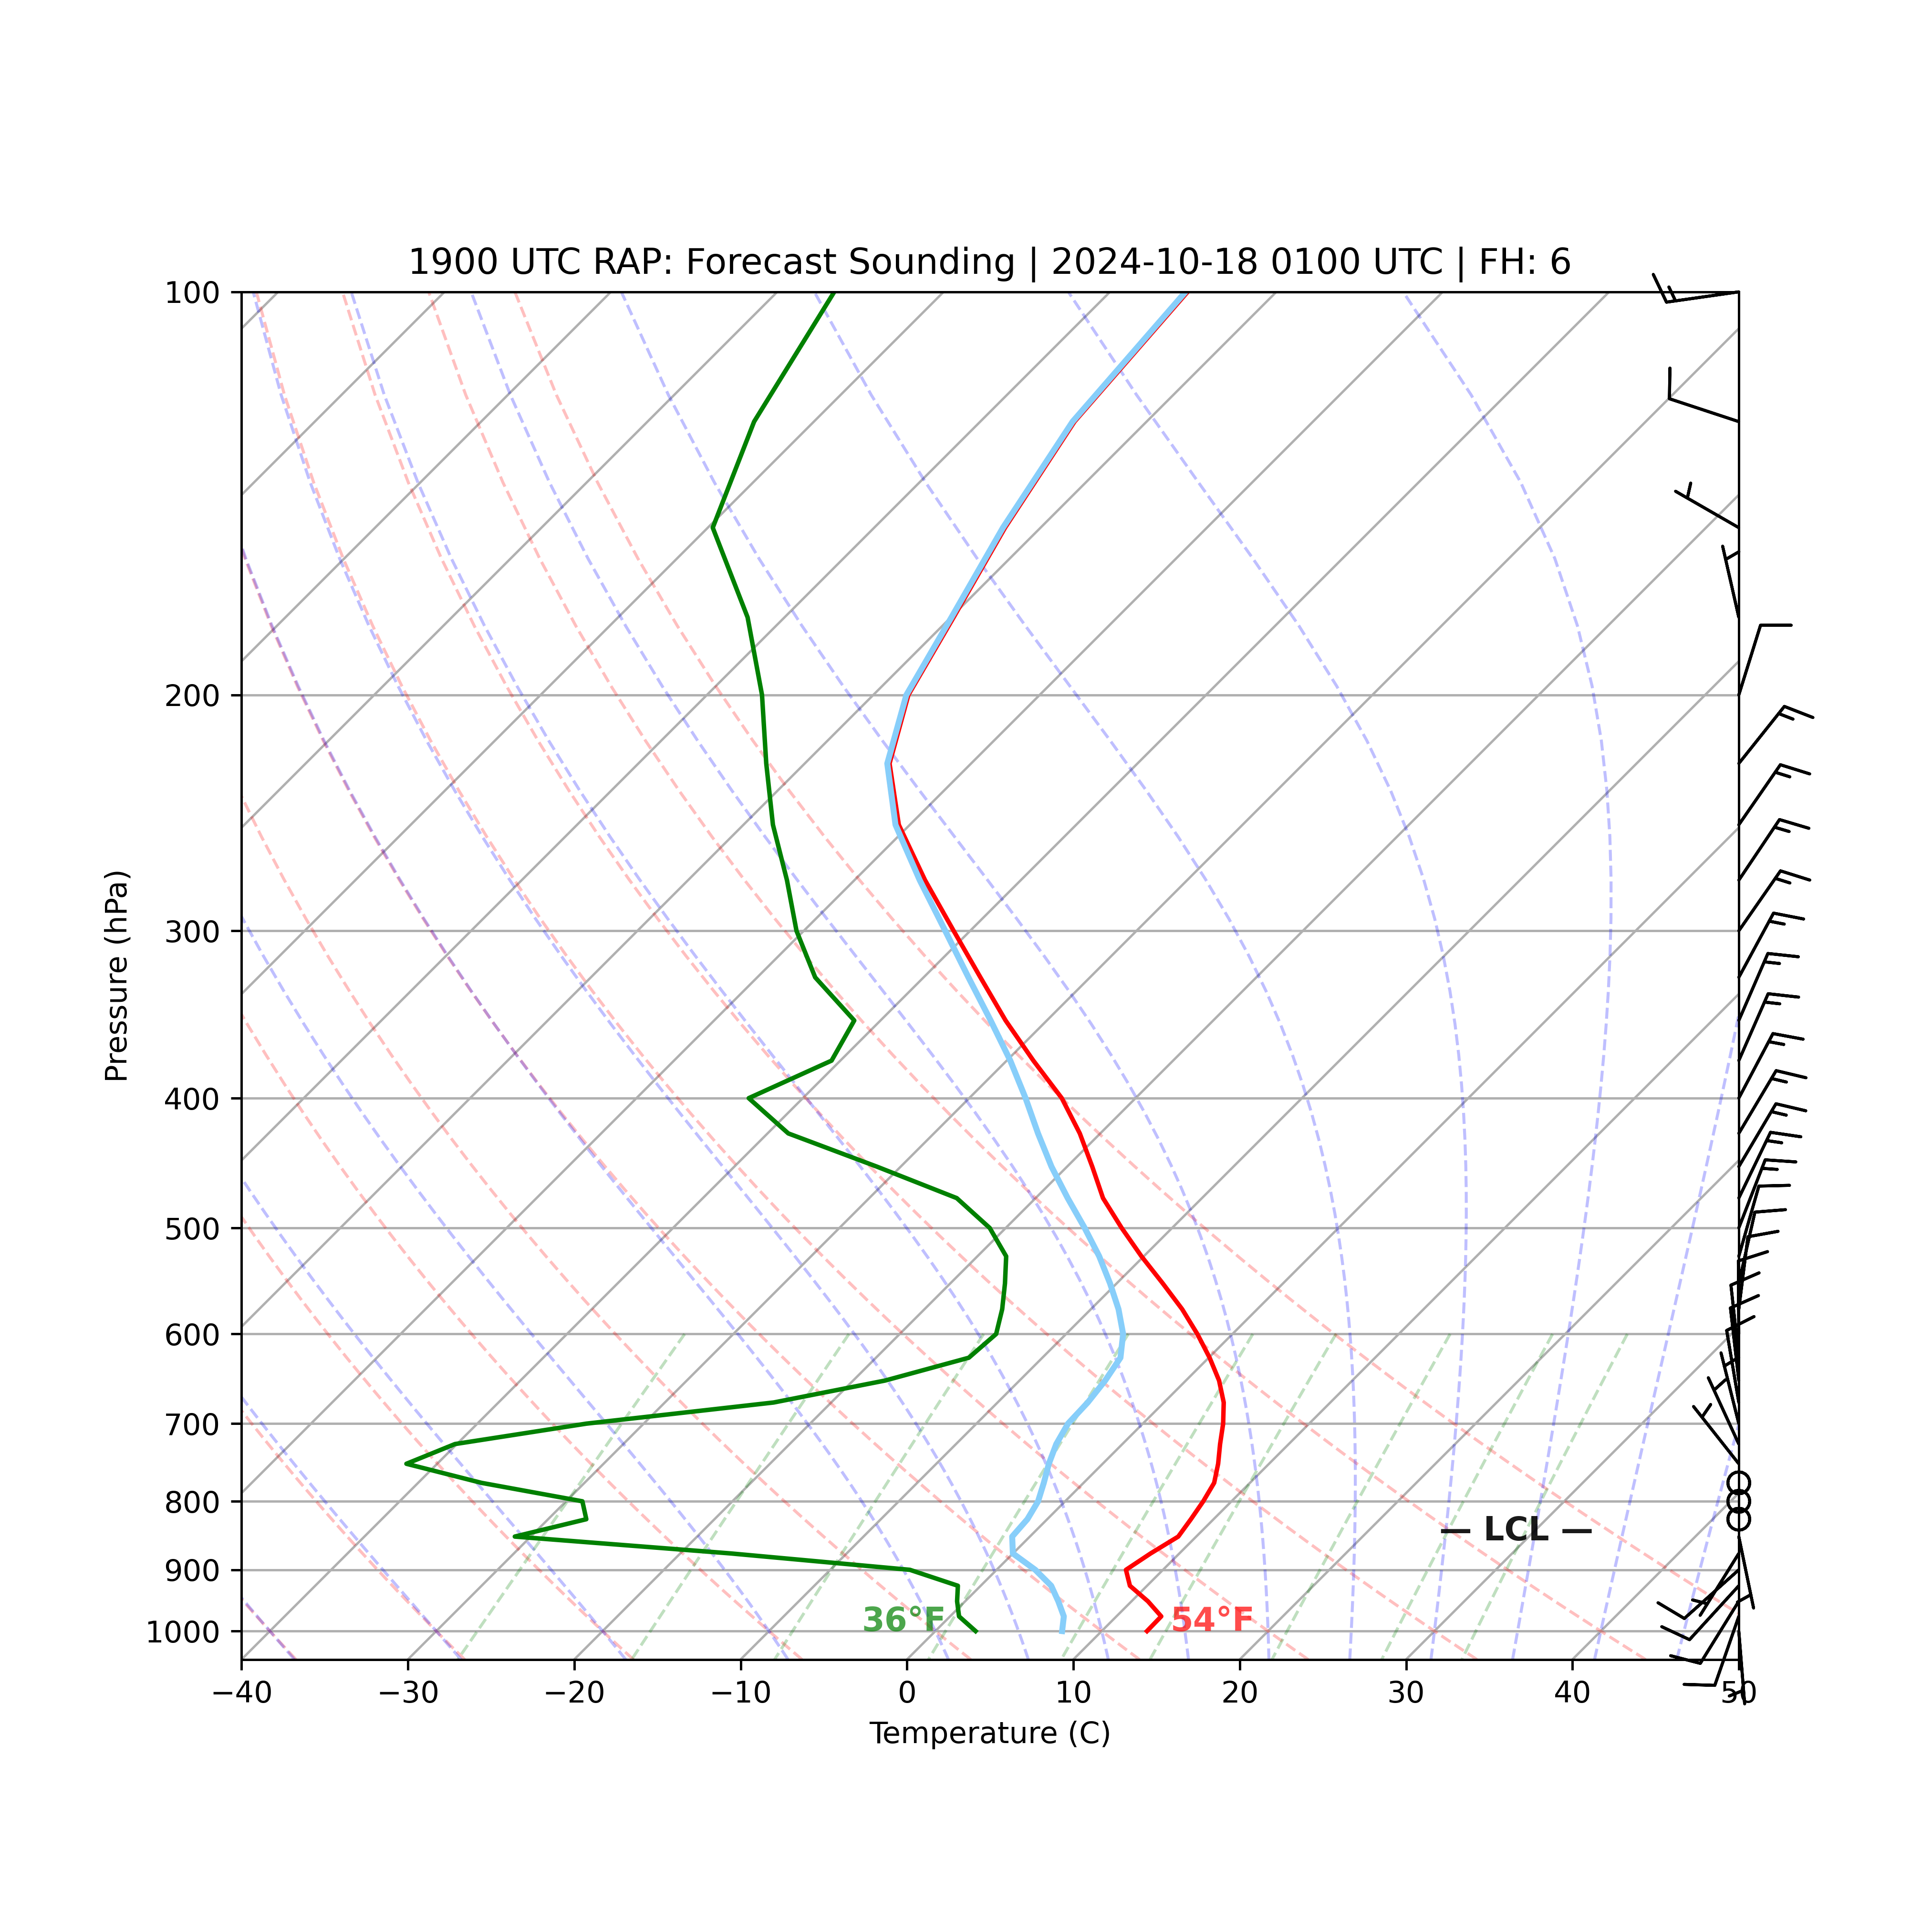 1900 UTC RAP: Forecast Sounding | 2024-10-18 0100 UTC | FH: 6
100
200
300
400
500
600
700
800
900
1000
Pressure (hPa)
— LCL —
36°F
54°F
−40 −30 −20 −10 0 10 20 30 40 50
Temperature (C)